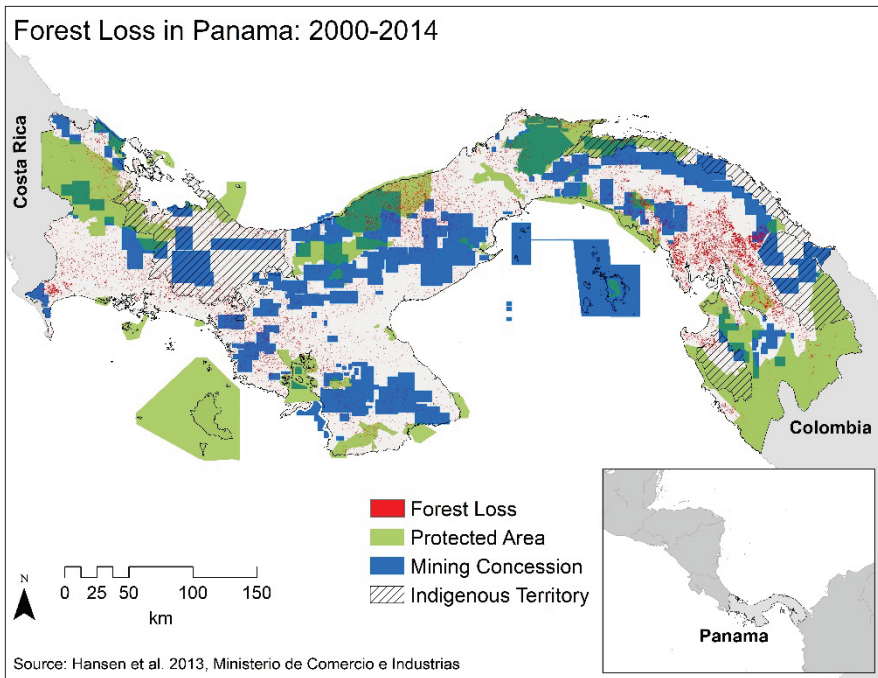 Forest Loss in Panama: 2000-2014
Costa Rica
Colombia
Forest Loss
Protected Area
Mining Concession
Indigenous Territory
N
0 25 50 100 150
km
Panama
Source: Hansen et al. 2013, Ministerio de Comercio e Industrias